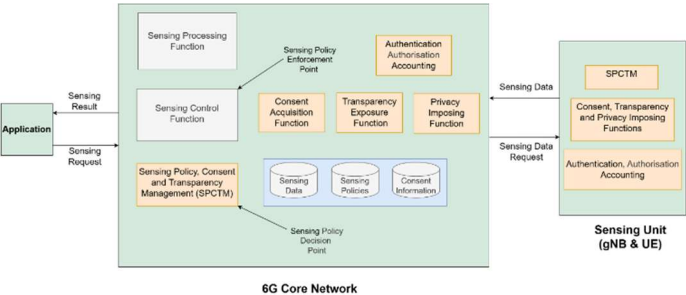 Sensing Processing
Function
Sensing Policy
Enforcement
Point
Authentication
Authorisation
Accounting
Sensing
Result
Application
Sensing
Request
Sensing Control
Function
Consent
Acquisition
Function
Transparency
Exposure
Function
Privacy
Imposing
Function
Sensing Data
Sensing Data
Request
SPCTM
Consent, Transparency
and Privacy Imposing
Functions
Authentication, Authorisation
Accounting
Sensing Policy, Consent
and Transparency
Management (SPCTM)
Sensing
Data
Sensing
Policies
Consent
Information
Sensing Policy
Decision
Point
Sensing Unit
(gNB & UE)
6G Core Network